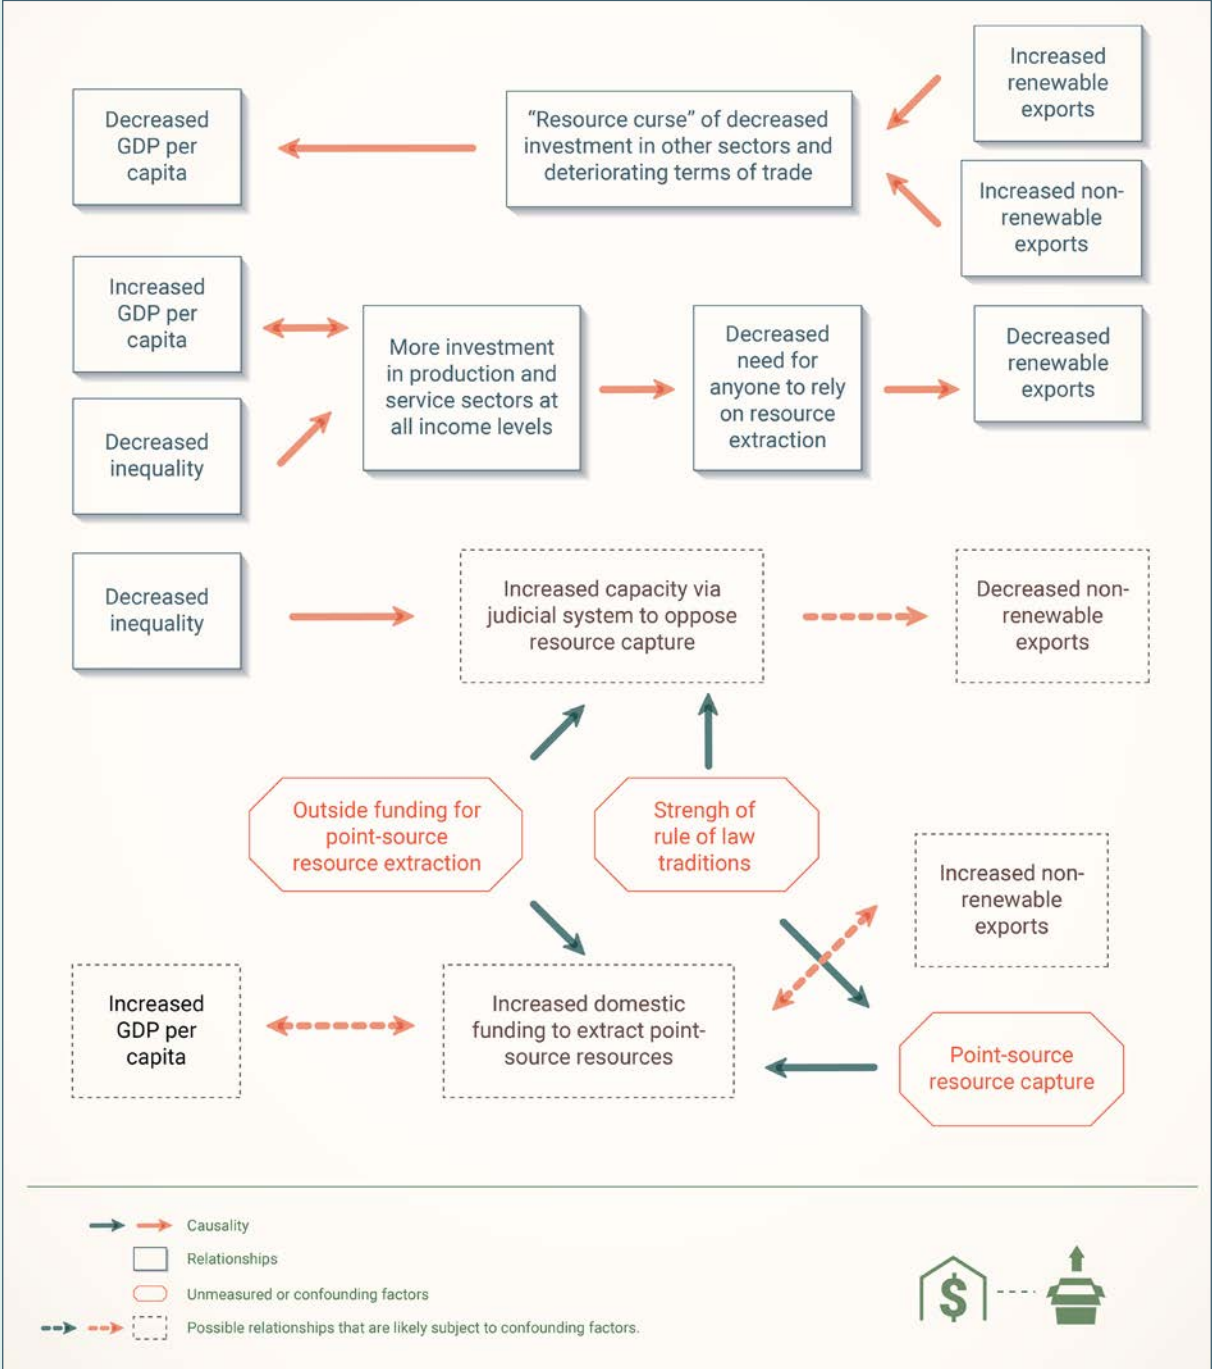 Increased
renewable
exports
Decreased
GDP per
capita
“Resource curse” of decreased
investment in other sectors and
deteriorating terms of trade
Increased non-
renewable
exports
Increased
GDP per
capita
More investment
in production and
service sectors at
all income levels
Decreased
need for
anyone to rely
on resource
extraction
Decreased
renewable
exports
Decreased
inequality
Decreased
inequality
Increased capacity via
judicial system to oppose
resource capture
Decreased non-
renewable
exports
Outside funding for
point-source
resource extraction
Strengh of
rule of law
traditions
Increased non-
renewable
exports
Increased
GDP per
capita
Increased domestic
funding to extract point-
source resources
Point-source
resource capture
Causality
Relationships
Unmeasured or confounding factors
Possible relationships that are likely subject to confounding factors.
$